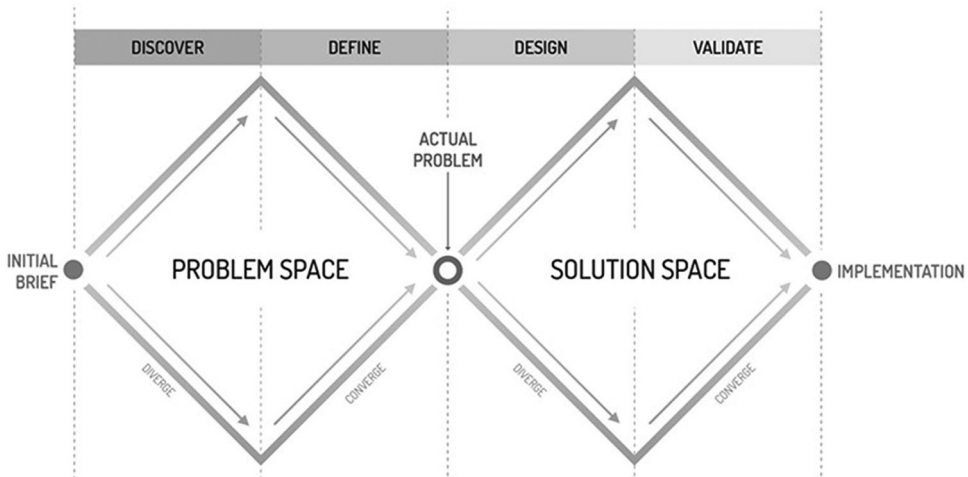 DISCOVER
DEFINE
DESIGN
VALIDATE
ACTUAL
PROBLEM
INITIAL
BRIEF
PROBLEM SPACE
SOLUTION SPACE
IMPLEMENTATION
DIVERGE
CONVERGE
DIVERGE
CONVERGE